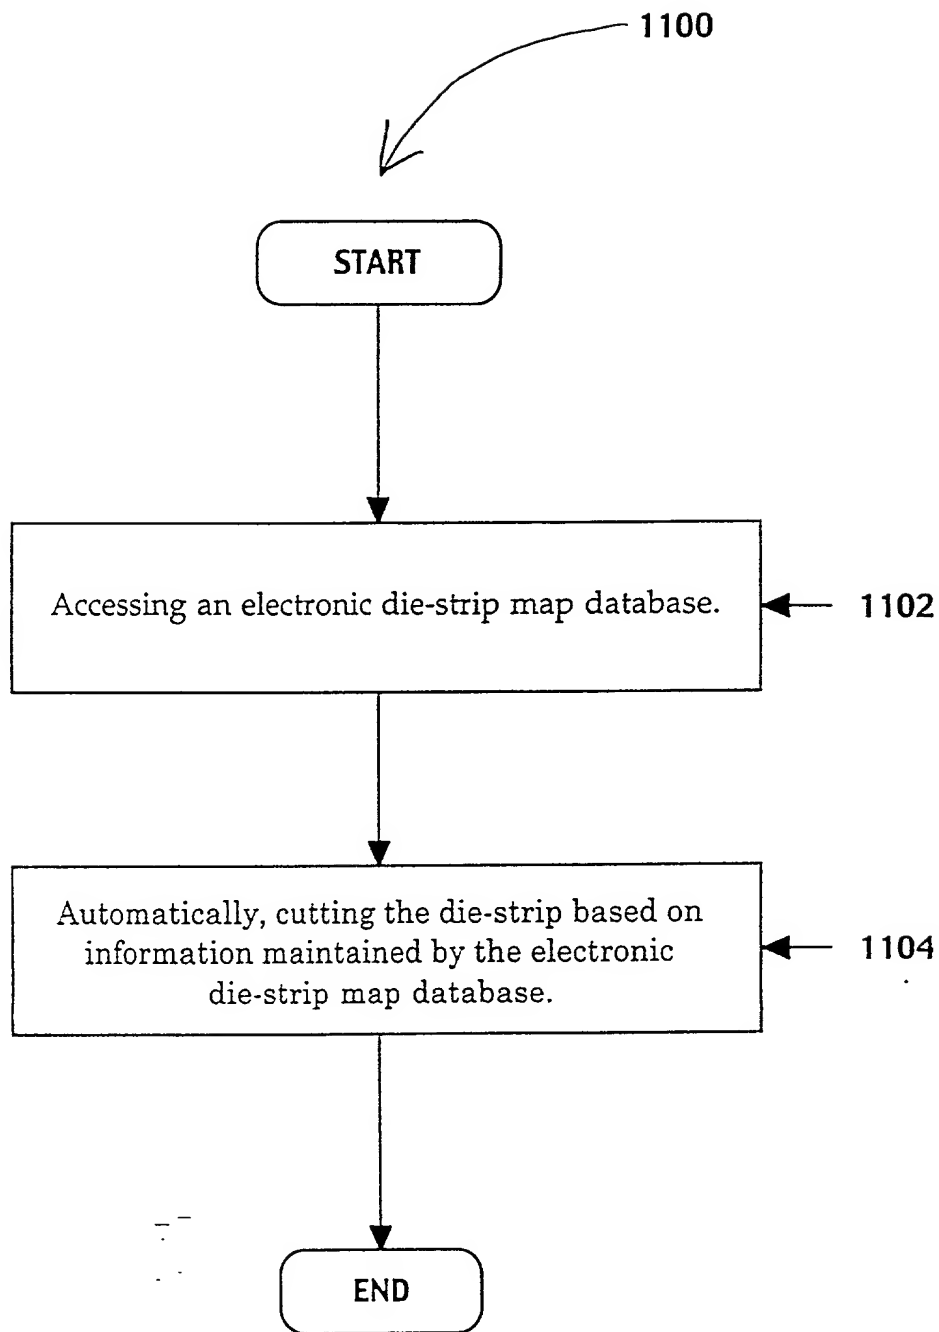 1100
START
Accessing an electronic die-strip map database.
1102
Automatically, cutting the die-strip based on
information maintained by the electronic
die-strip map database.
1104
END